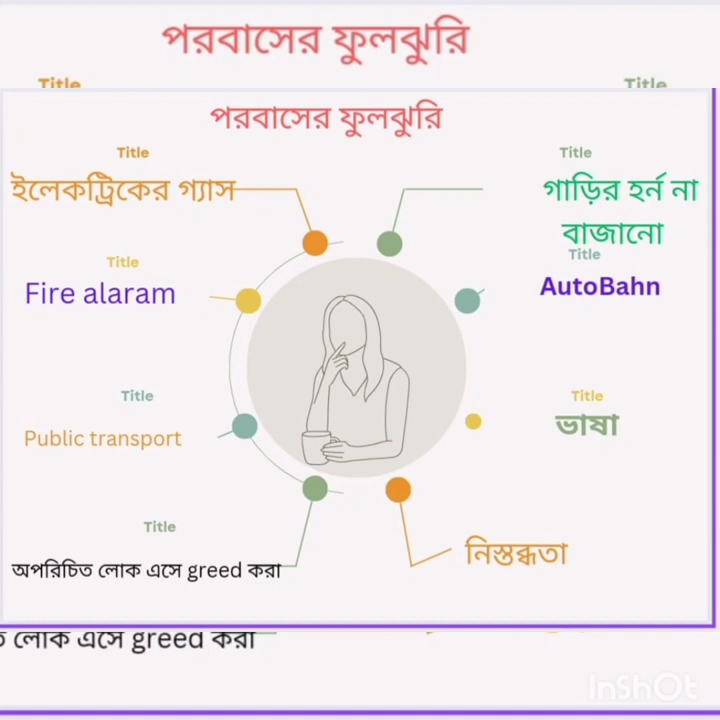 পরবাসের ফুলঝুরি
Title
Title
পরবাসের ফুলঝুরি
Title
ইলেকট্রিকের গ্যাস
Title
গাড়ির হর্ন না
বাজানো
Title
Fire alaram
Title
AutoBahn
Title
Public transport
Title
ভাষা
Title
অপরিচিত লোক এসে greed করা
নিস্তব্ধতা
লোক এসে greed করা
InShOt